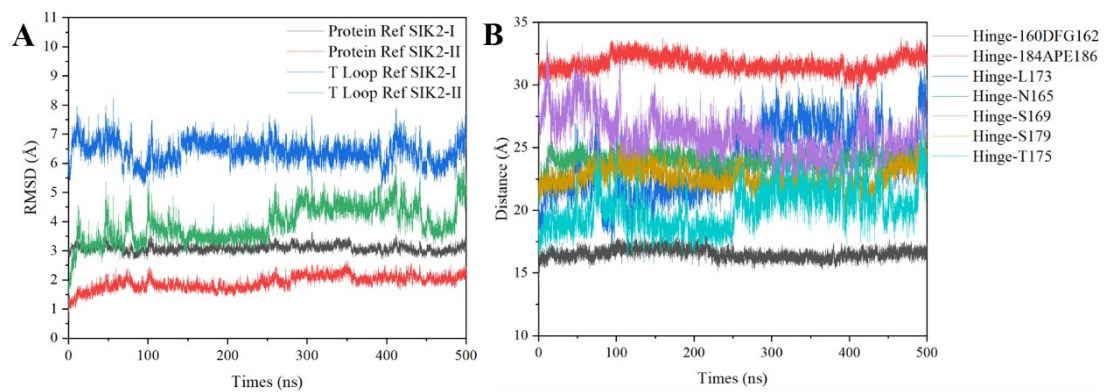 A
Protein Ref SIK2-I
Protein Ref SIK2-II
T Loop Ref SIK2-I
T Loop Ref SIK2-II
RMSD (Å)
11
10
9
8
7
6
5
4
3
2
1
0
0 100 200 300 400 500
Times (ns)
B
Hinge-160DFG162
Hinge-184APE186
Hinge-L173
Hinge-N165
Hinge-S169
Hinge-S179
Hinge-T175
Distance (Å)
35
30
25
20
15
10
0 100 200 300 400 500
Times (ns)